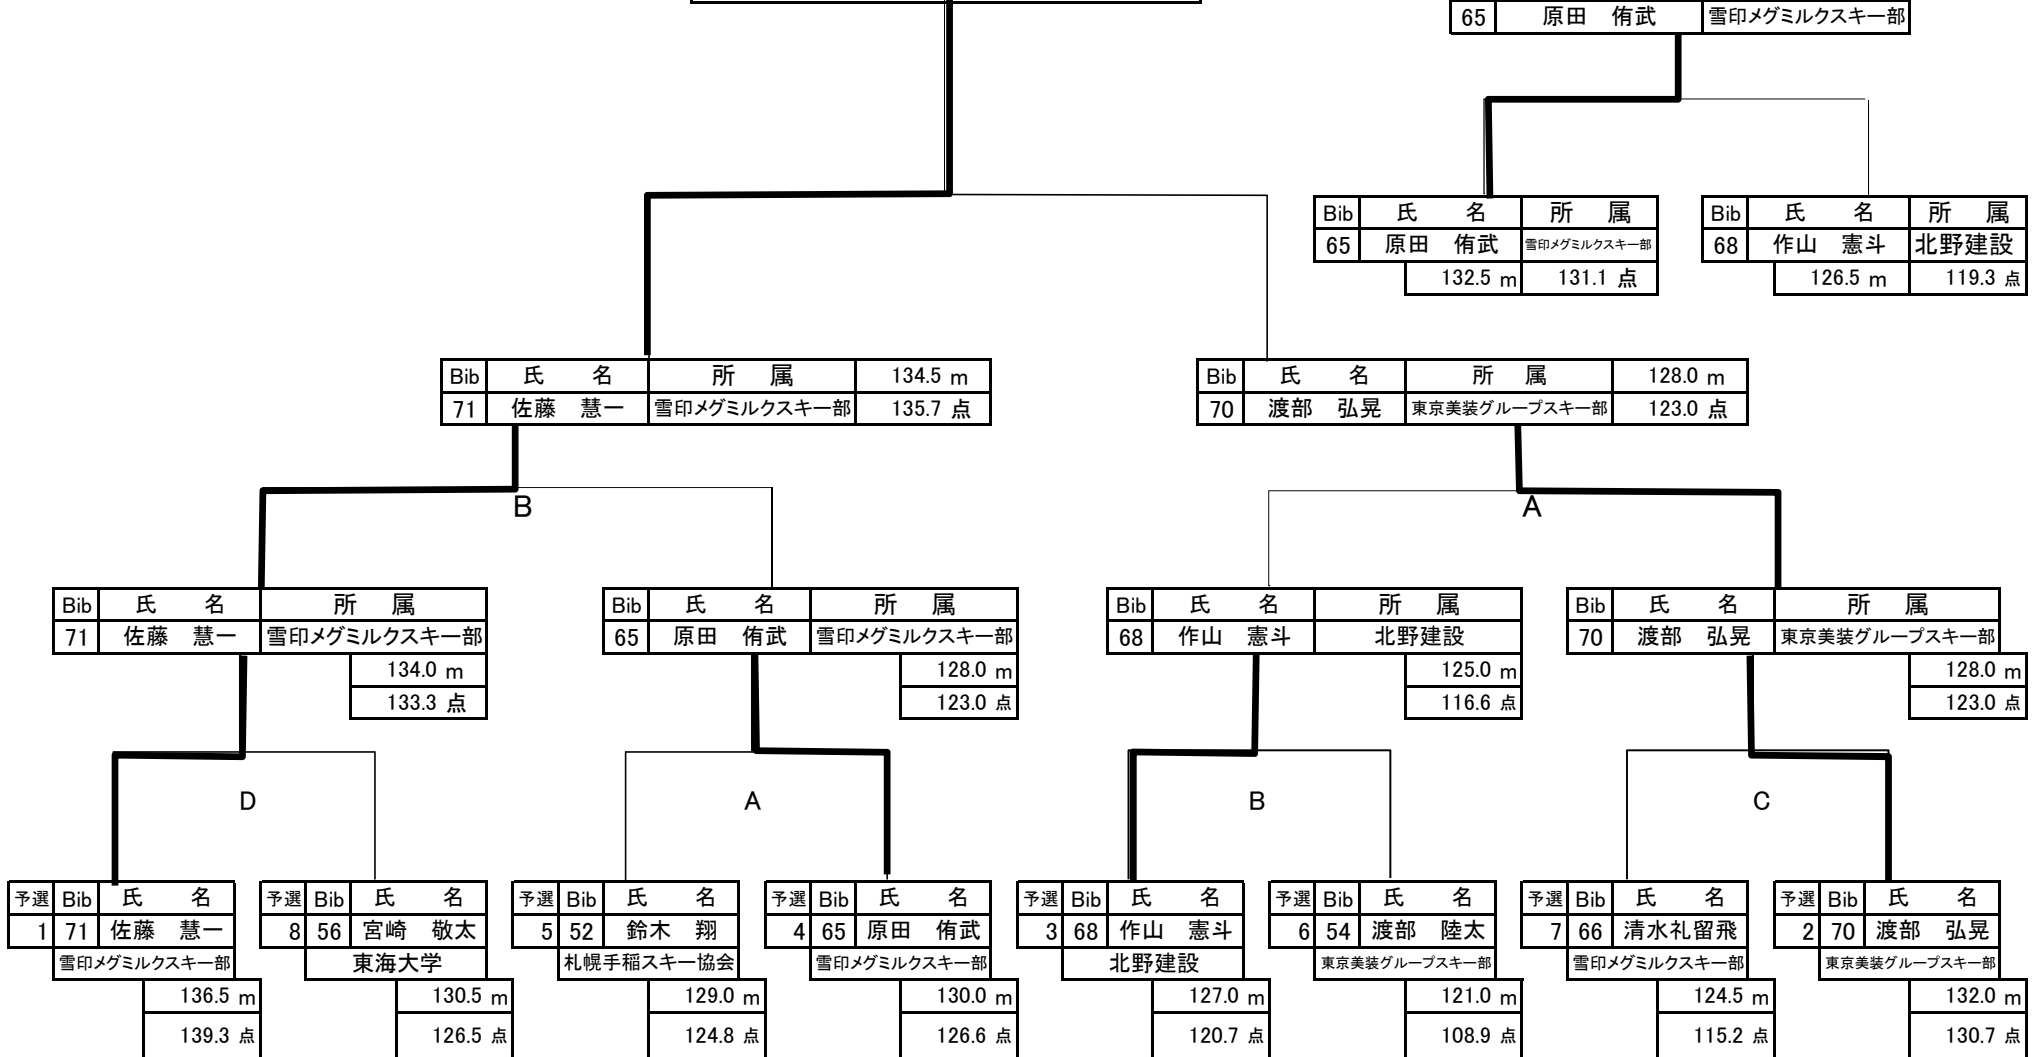 65 原田 侑武 雪印メグミルクスキー部
Bib 氏 名 所 属 Bib 氏 名 所 属
65 原田 侑武 雪印メグミルクスキー部 68 作山 憲斗 北野建設
132.5 m 131.1 点 126.5 m 119.3 点
Bib 氏 名 所 属 134.5 m Bib 氏 名 所 属 128.0 m
71 佐藤 慧一 雪印メグミルクスキー部 135.7 点 70 渡部 弘晃 東京美装グループスキー部 123.0 点
B A
Bib 氏 名 所 属 Bib 氏 名 所 属 Bib 氏 名 所 属 Bib 氏 名 所 属
71 佐藤 慧一 雪印メグミルクスキー部 65 原田 侑武 雪印メグミルクスキー部 68 作山 憲斗 北野建設 70 渡部 弘晃 東京美装グループスキー部
134.0 m 128.0 m 125.0 m 128.0 m
133.3 点 123.0 点 116.6 点 123.0 点
D A B C
予選 Bib 氏 名 予選 Bib 氏 名 予選 Bib 氏 名 予選 Bib 氏 名 予選 Bib 氏 名 予選 Bib 氏 名 予選 Bib 氏 名 予選 Bib 氏 名
1 71 佐藤 慧一 8 56 宮崎 敬太 5 52 鈴木 翔 4 65 原田 侑武 3 68 作山 憲斗 6 54 渡部 陸太 7 66 清水礼留飛 2 70 渡部 弘晃
雪印メグミルクスキー部 東海大学 札幌手稲スキー協会 雪印メグミルクスキー部 北野建設 東京美装グループスキー部 雪印メグミルクスキー部 東京美装グループスキー部
136.5 m 130.5 m 129.0 m 130.0 m 127.0 m 121.0 m 124.5 m 132.0 m
139.3 点 126.5 点 124.8 点 126.6 点 120.7 点 108.9 点 115.2 点 130.7 点